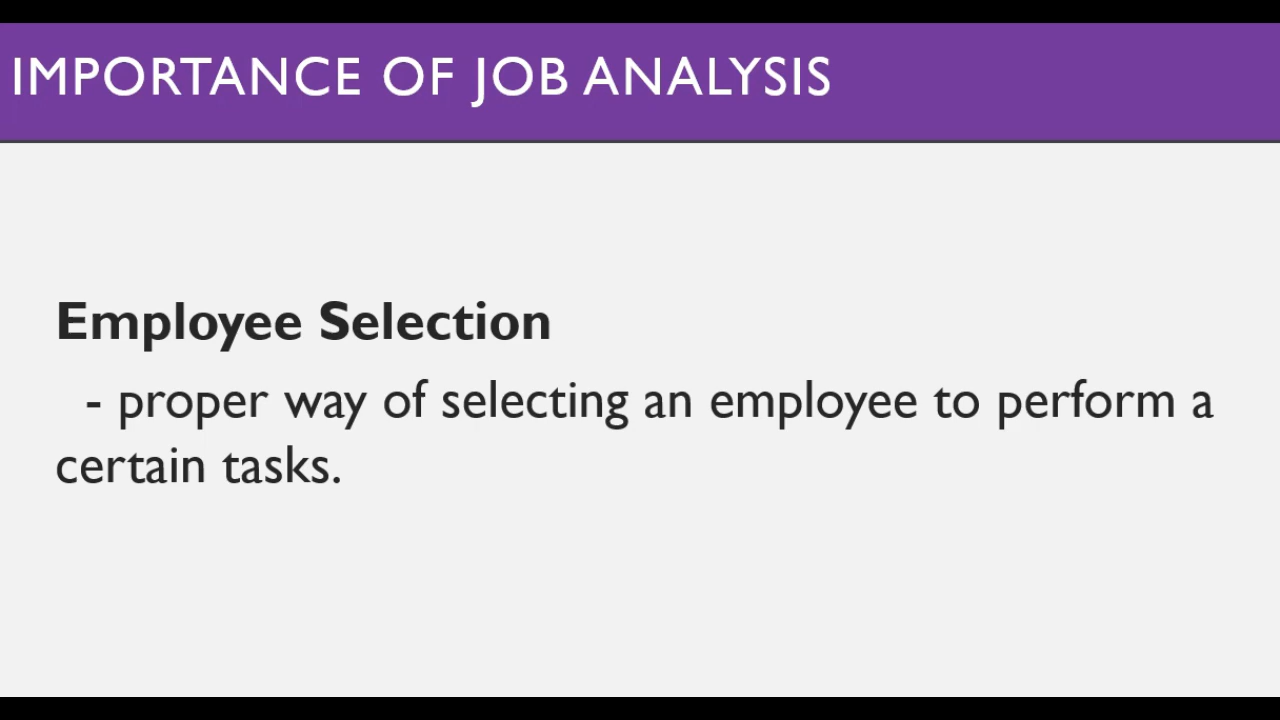 IMPORTANCE OF JOB ANALYSIS
Employee Selection
- proper way of selecting an employee to perform a
certain tasks.